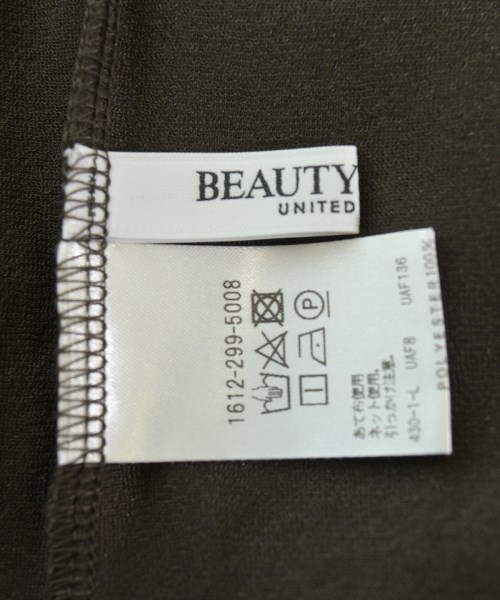 BEAUTY
UNITED
1612-299-5008
P
あて布使用。
ネット使用。
引っかけ注意。
430-1-L UAF8 UAF136
POLYESTER100%